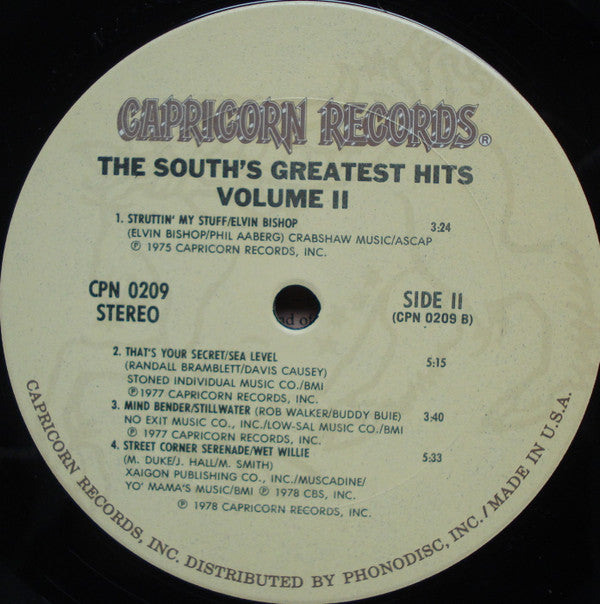 CAPRICORN RECORDS®
THE SOUTH'S GREATEST HITS
VOLUME II
1. STRUTTIN' MY STUFF/ELVIN BISHOP 3:24
(ELVIN BISHOP/PHIL AABERG) CRABSHAW MUSIC/ASCAP
℗ 1975 CAPRICORN RECORDS, INC.
CPN 0209
STEREO
SIDE II
(CPN 0209 B)
2. THAT'S YOUR SECRET/SEA LEVEL 5:15
(RANDALL BRAMBLETT/DAVIS CAUSEY)
STONED INDIVIDUAL MUSIC CO./BMI
℗ 1977 CAPRICORN RECORDS, INC.
3. MIND BENDER/STILLWATER (ROB WALKER/BUDDY BUIE) 3:40
NO EXIT MUSIC CO., INC./LOW-SAL MUSIC CO./BMI
℗ 1977 CAPRICORN RECORDS, INC.
4. STREET CORNER SERENADE/WET WILLIE 5:33
(M. DUKE/J. HALL/M. SMITH)
XAIGON PUBLISHING CO., INC./MUSCADINE/
YO' MAMA'S MUSIC/BMI ℗ 1978 CBS, INC.
℗ 1978 CAPRICORN RECORDS, INC.
CAPRICORN RECORDS, INC. DISTRIBUTED BY PHONODISC, INC./MADE IN U.S.A.